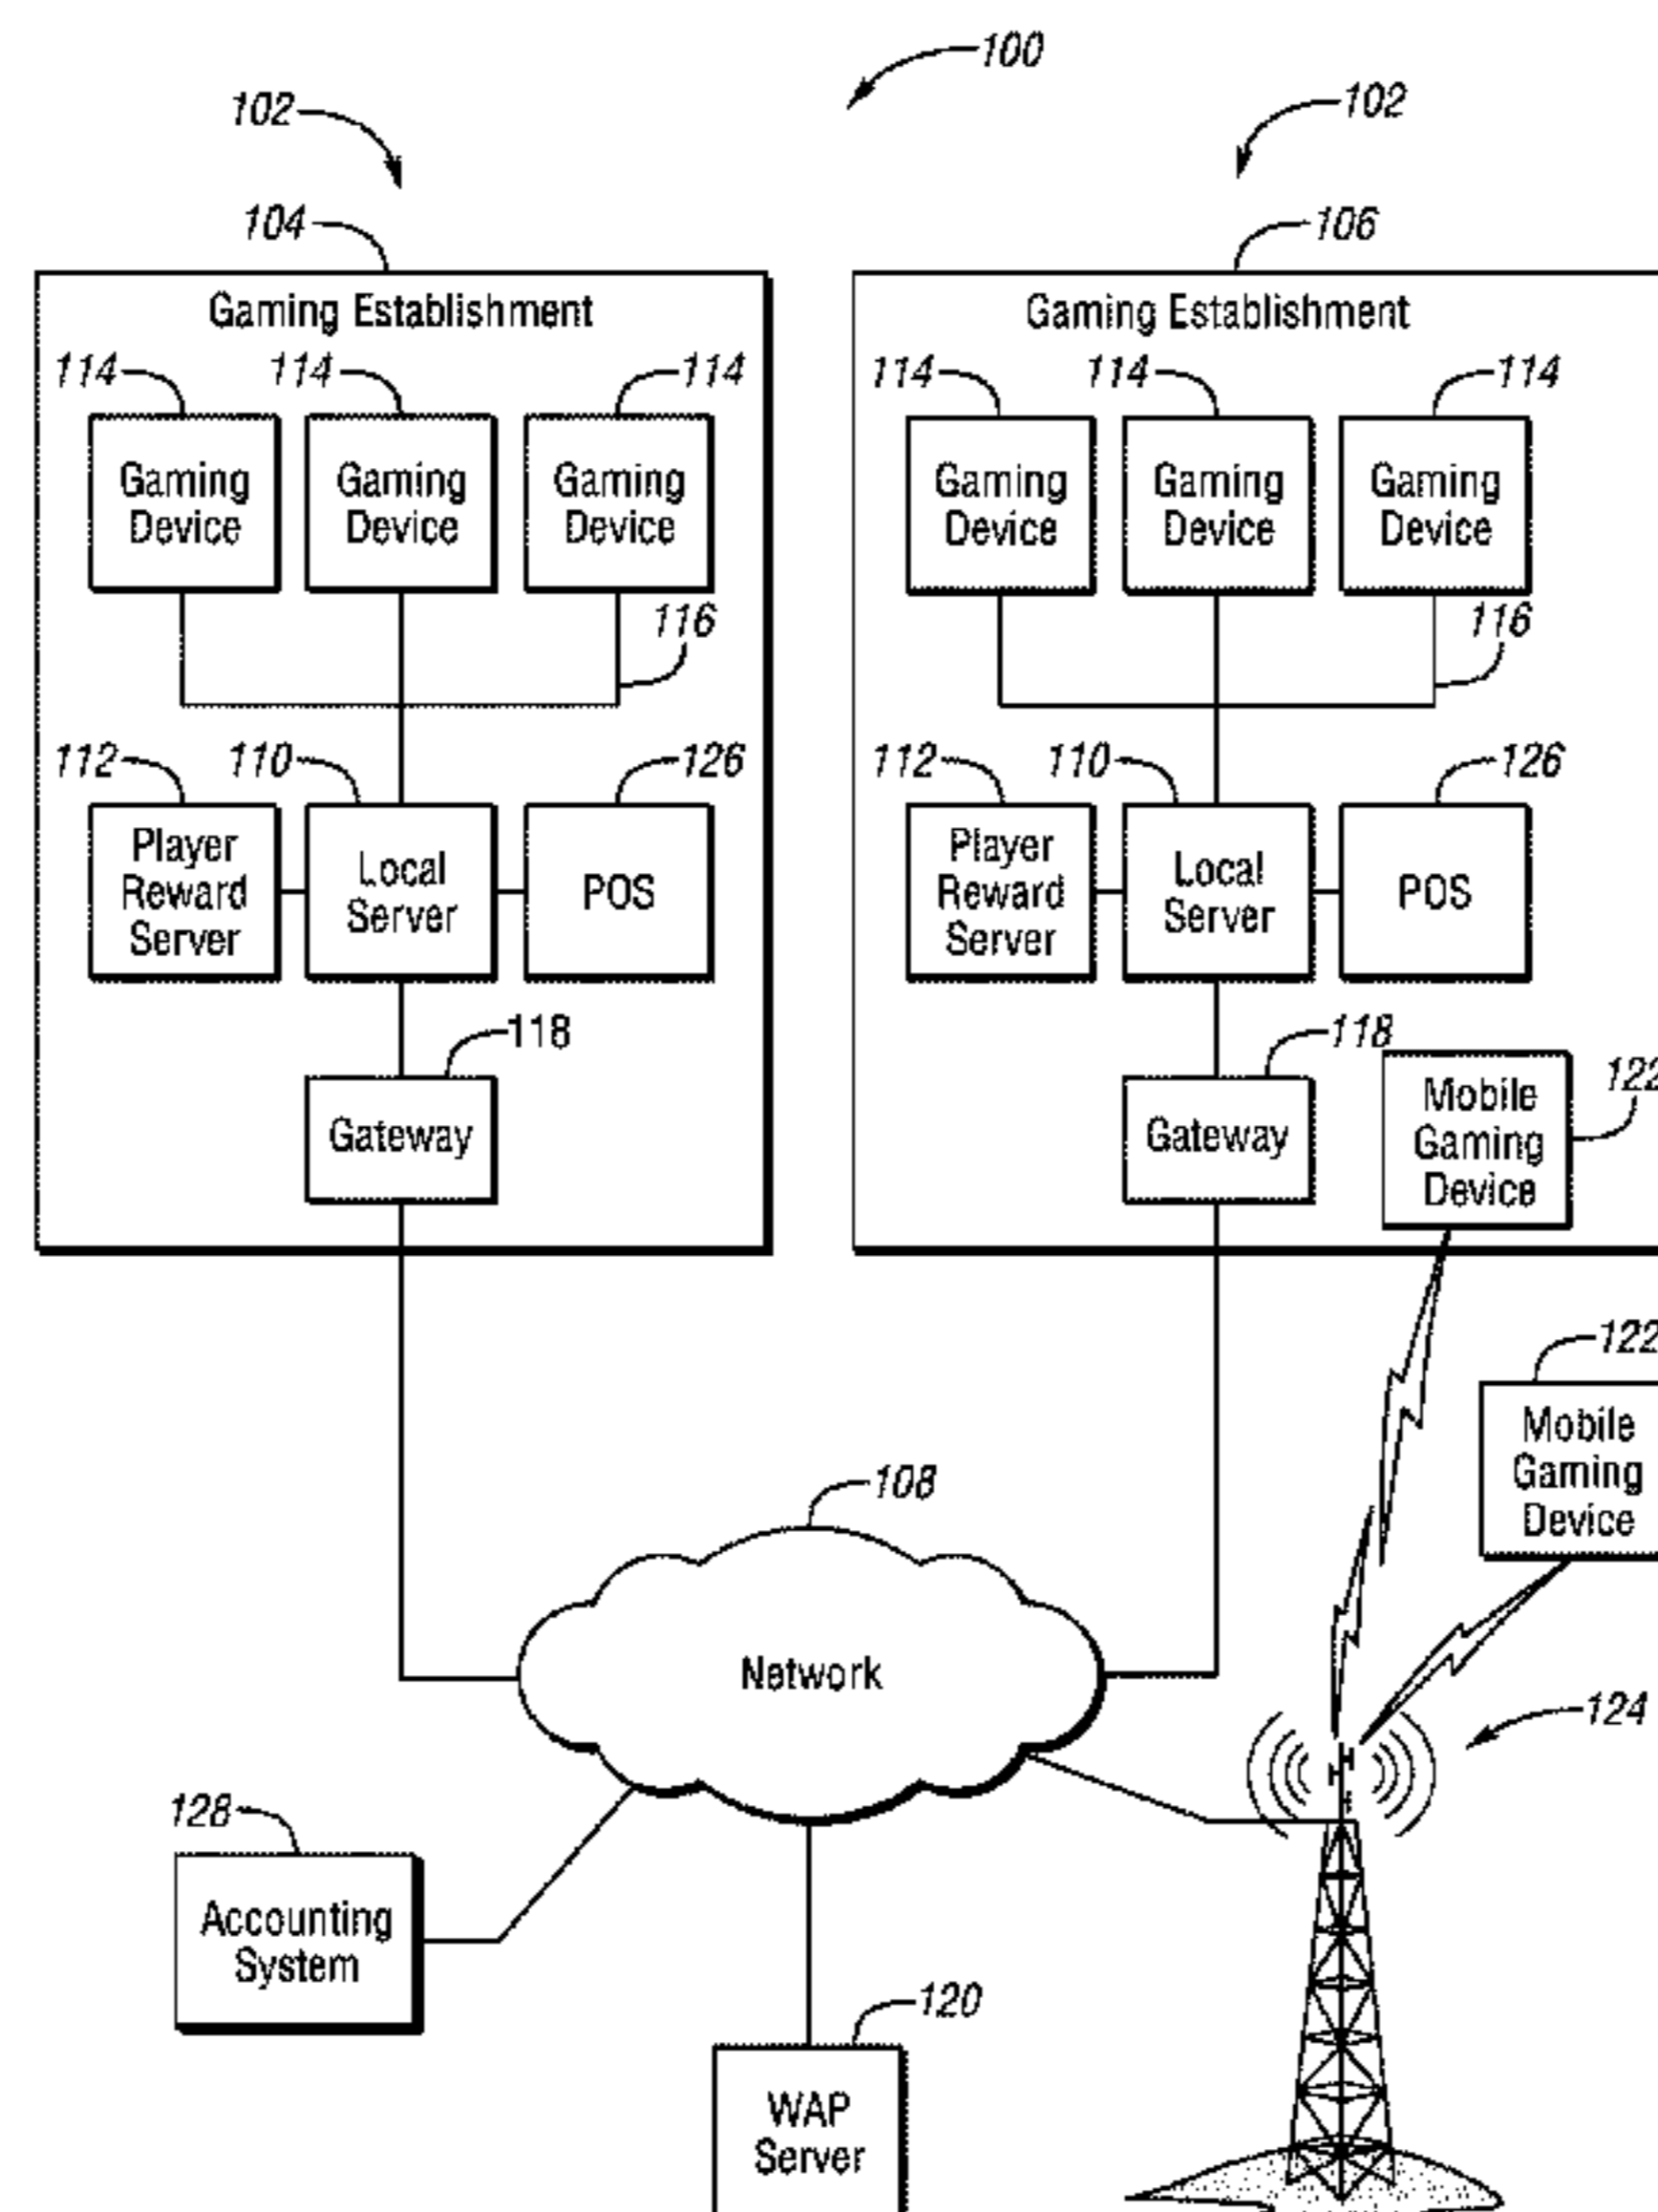 100
102
102
104
106
Gaming Establishment
Gaming Establishment
114
114
114
114
114
114
Gaming
Device
Gaming
Device
Gaming
Device
Gaming
Device
Gaming
Device
Gaming
Device
116
116
112
110
126
112
110
126
Player
Reward
Server
Local
Server
POS
Player
Reward
Server
Local
Server
POS
118
118
122
Gateway
Gateway
Mobile
Gaming
Device
122
Mobile
Gaming
Device
108
Network
124
128
Accounting
System
120
WAP
Server